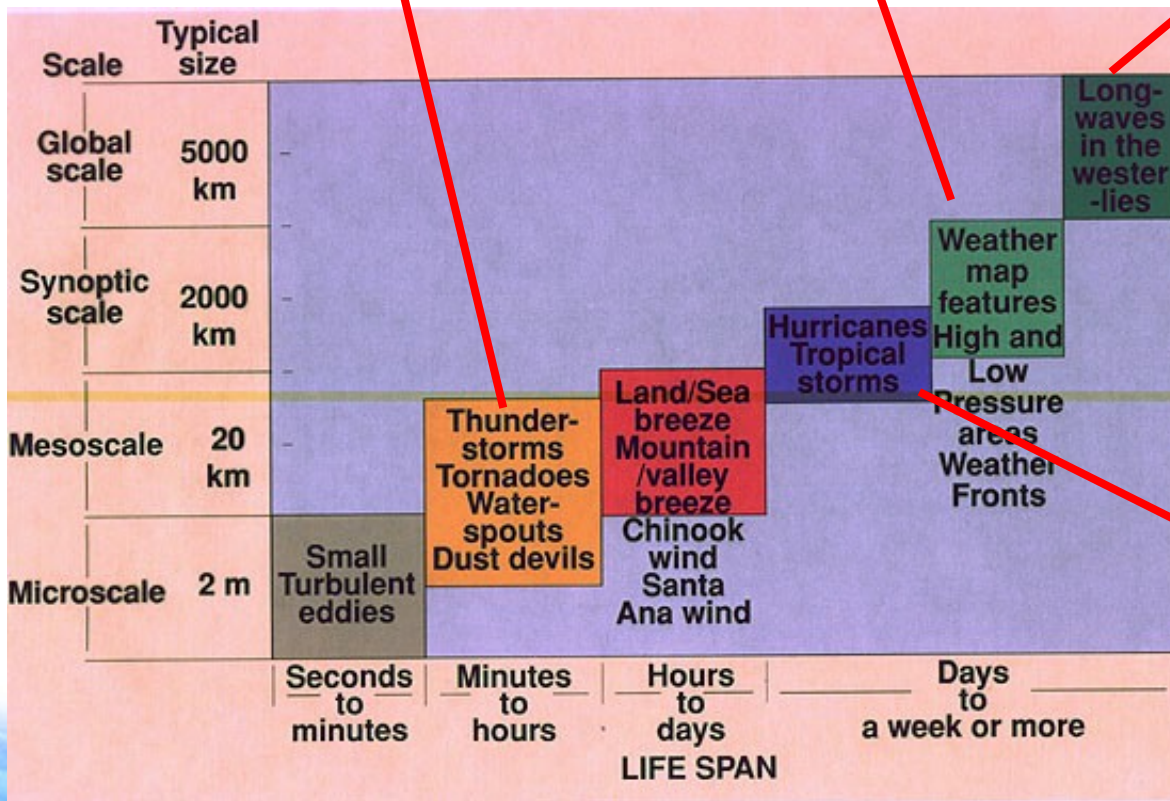 Scale
Typical
size
Global
scale
5000
km
Synoptic
scale
2000
km
Mesoscale
20
km
Microscale
2 m
Small
Turbulent
eddies
Thunder-
storms
Tornadoes
Water-
spouts
Dust devils
Land/Sea
breeze
Mountain
/valley
breeze
Chinook
wind
Santa
Ana wind
Hurricanes
Tropical
storms
Weather
map
features
High and
Low
Pressure
areas
Weather
Fronts
Long-
waves
in the
wester
-lies
Seconds
to
minutes
Minutes
to
hours
Hours
to
days
Days
to
a week or more
LIFE SPAN